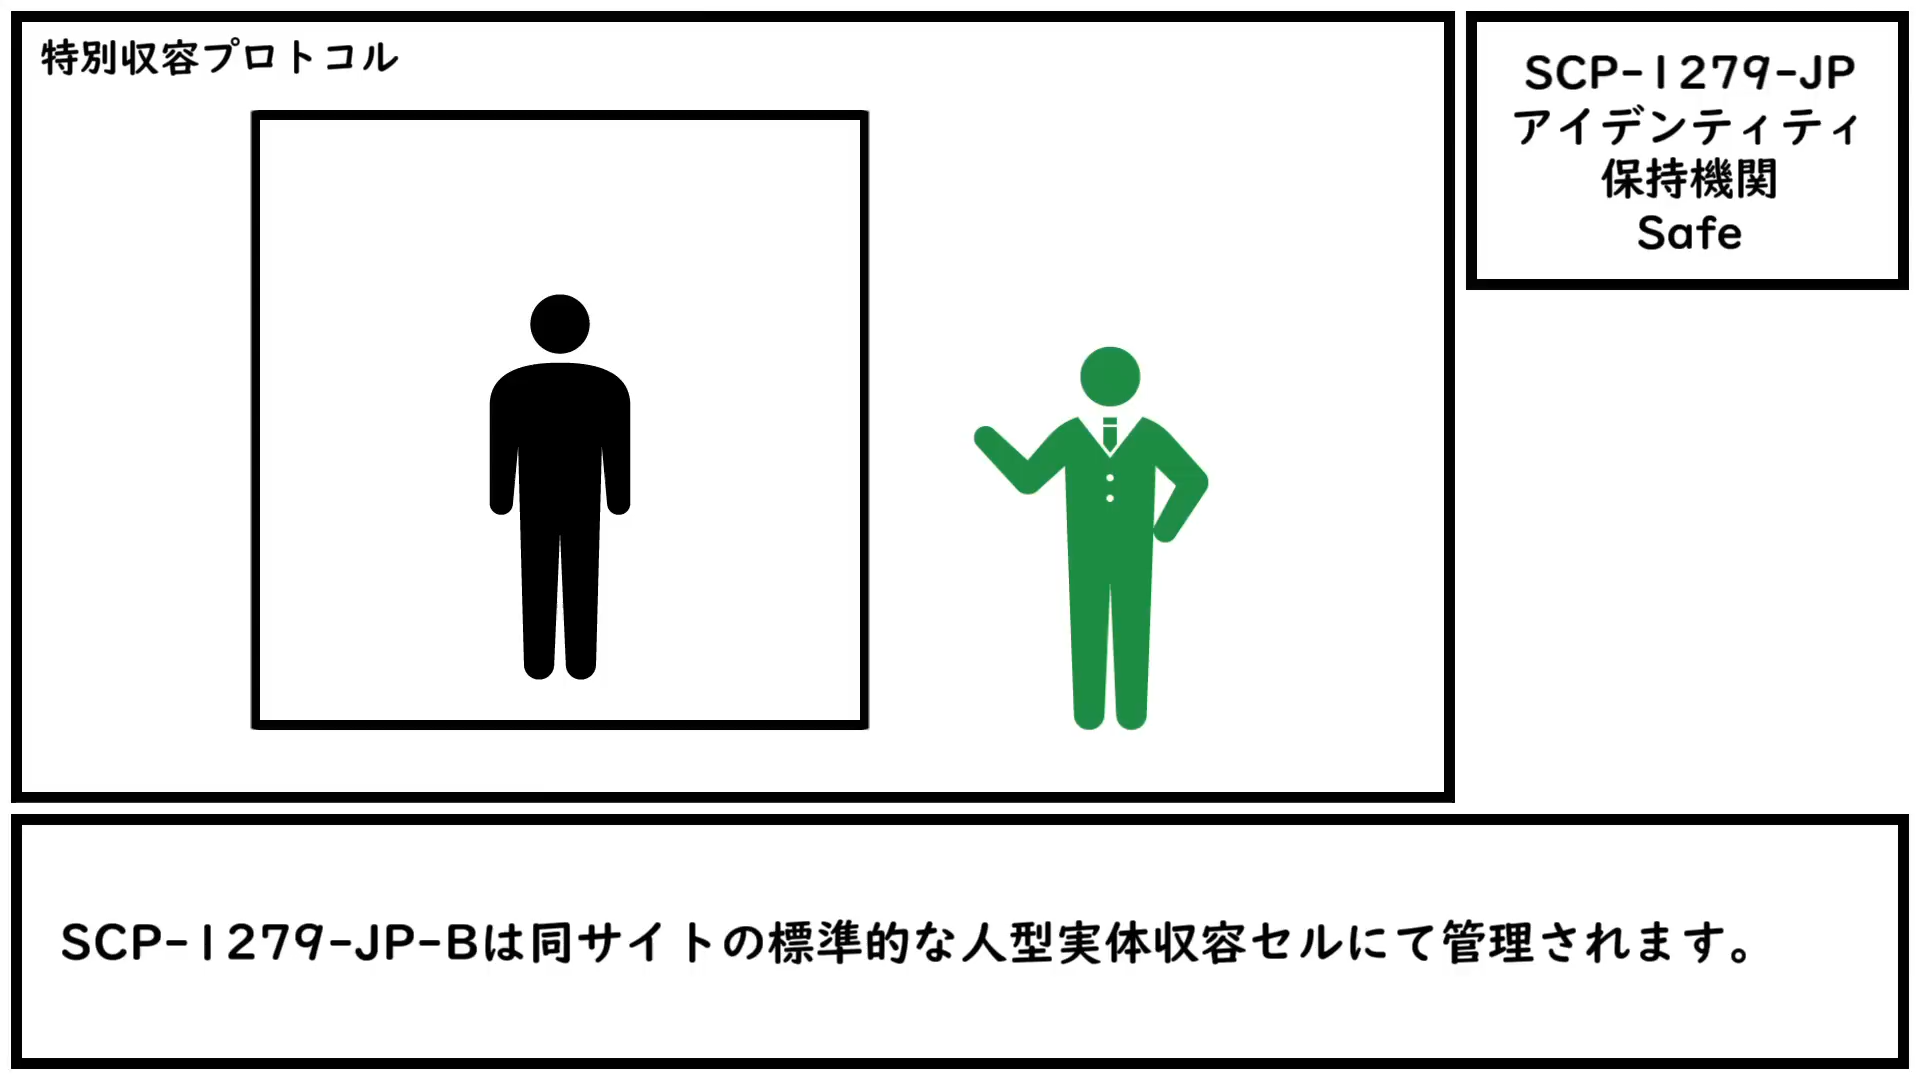 特別収容プロトコル
SCP-1279-JP
アイデンティティ
保持機関
Safe
SCP-1279-JP-Bは同サイトの標準的な人型実体収容セルにて管理されます。